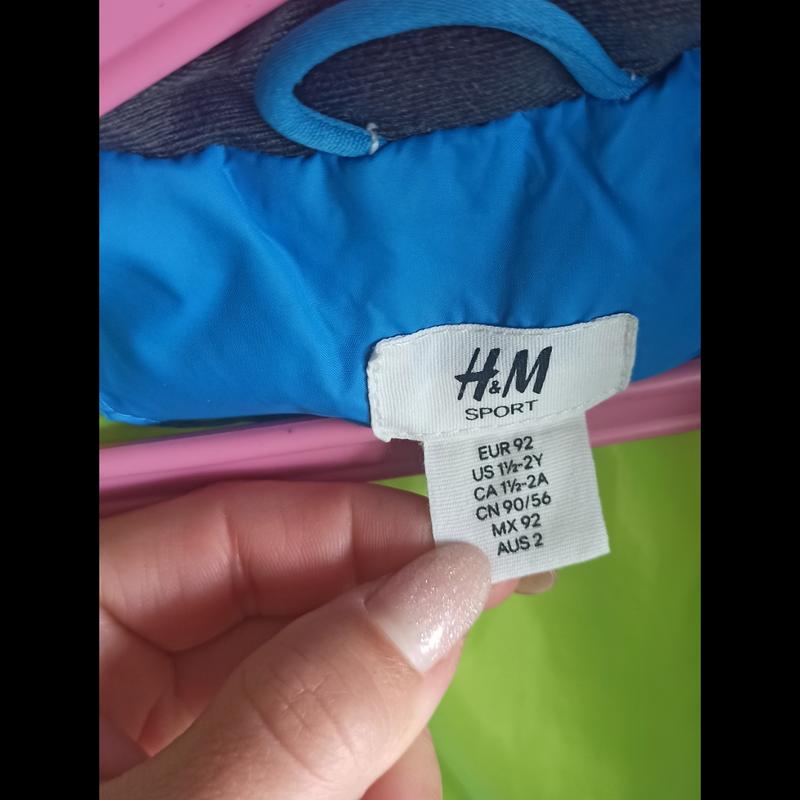 H&M
SPORT
EUR 92
US 1½-2Y
CA 1½-2A
CN 90/56
MX 92
AUS 2